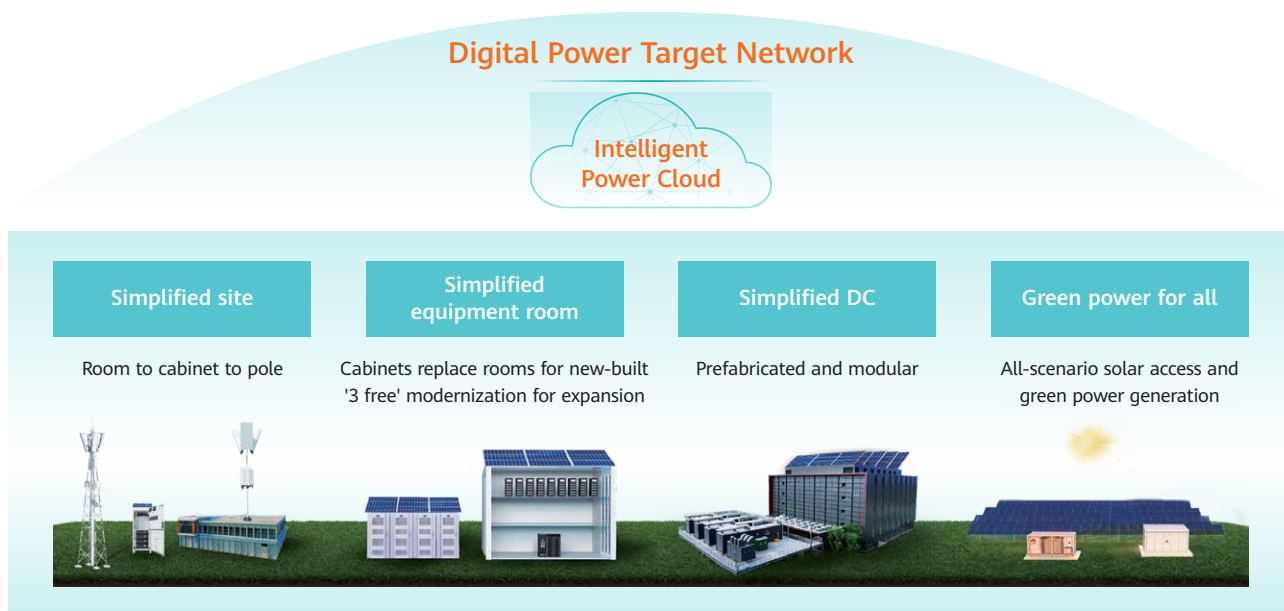 Digital Power Target Network
Intelligent
Power Cloud
Simplified site
Simplified
equipment room
Simplified DC
Green power for all
Room to cabinet to pole
Cabinets replace rooms for new-built
'3 free' modernization for expansion
Prefabricated and modular
All-scenario solar access and
green power generation